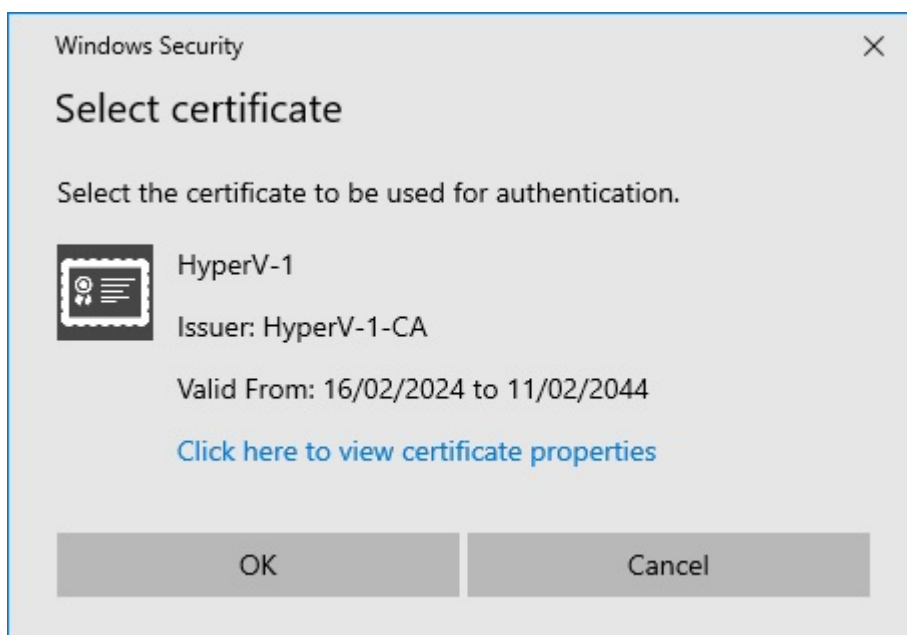 Windows Security
Select certificate
Select the certificate to be used for authentication.
HyperV-1
Issuer: HyperV-1-CA
Valid From: 16/02/2024 to 11/02/2044
Click here to view certificate properties
OK
Cancel